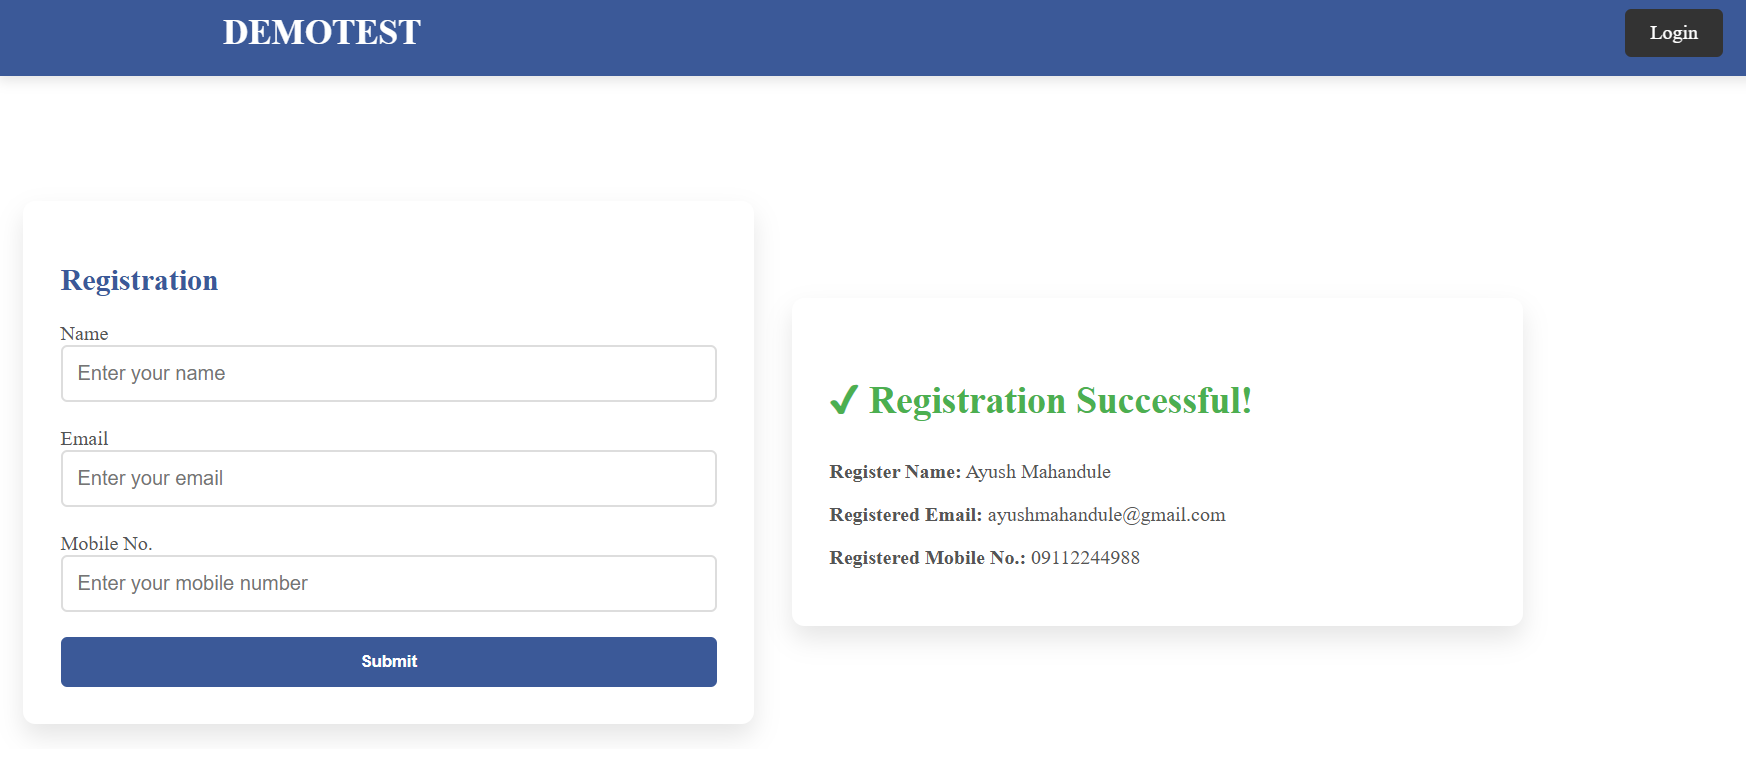 DEMOTEST
Login
Registration
Name
Enter your name
Email
Enter your email
Mobile No.
Enter your mobile number
Submit
✔ Registration Successful!
Register Name: Ayush Mahandule
Registered Email: ayushmahandule@gmail.com
Registered Mobile No.: 09112244988